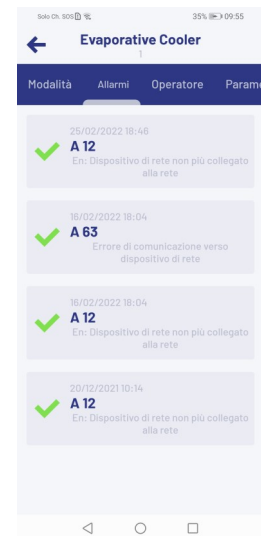 Solo Ch. SOS 35% 09:55
Evaporative Cooler
1
Modalità Allarmi Operatore Parame
25/02/2022 18:46
A 12
En: Dispositivo di rete non più collegato
alla rete
16/02/2022 18:04
A 63
Errore di comunicazione verso
dispositivo di rete
16/02/2022 18:04
A 12
En: Dispositivo di rete non più collegato
alla rete
20/12/2021 10:14
A 12
En: Dispositivo di rete non più collegato
alla rete